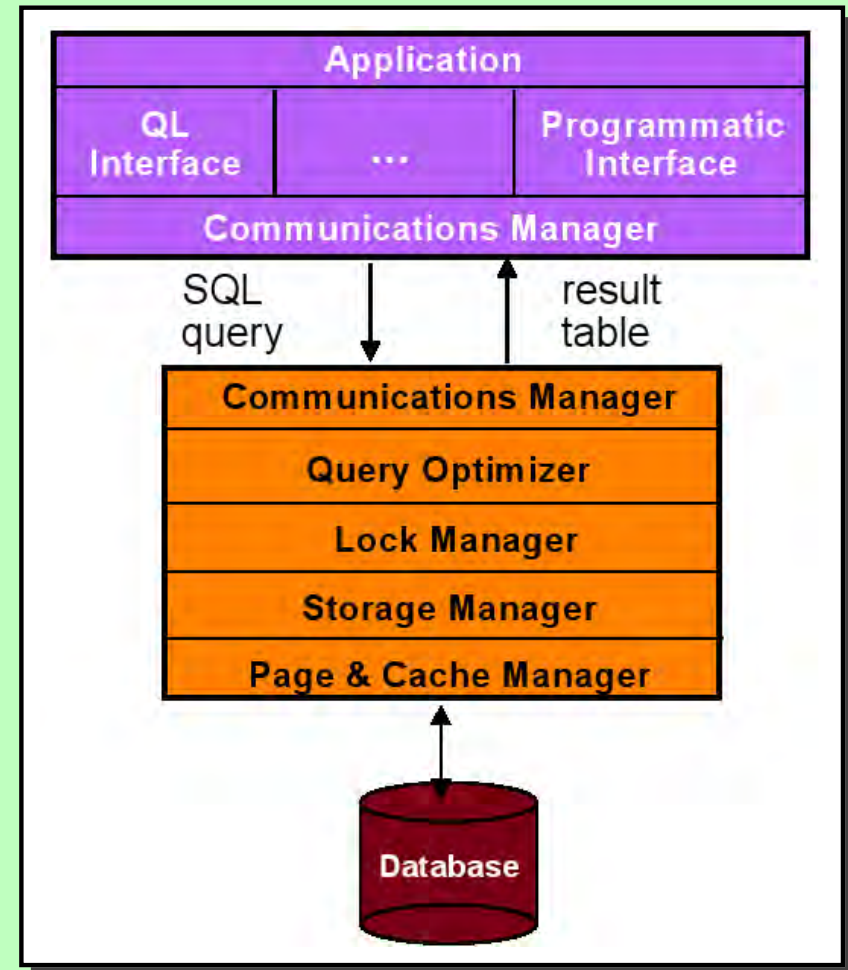 Application
QL
Interface
...
Programmatic
Interface
Communications Manager
SQL
query
result
table
Communications Manager
Query Optimizer
Lock Manager
Storage Manager
Page & Cache Manager
Database